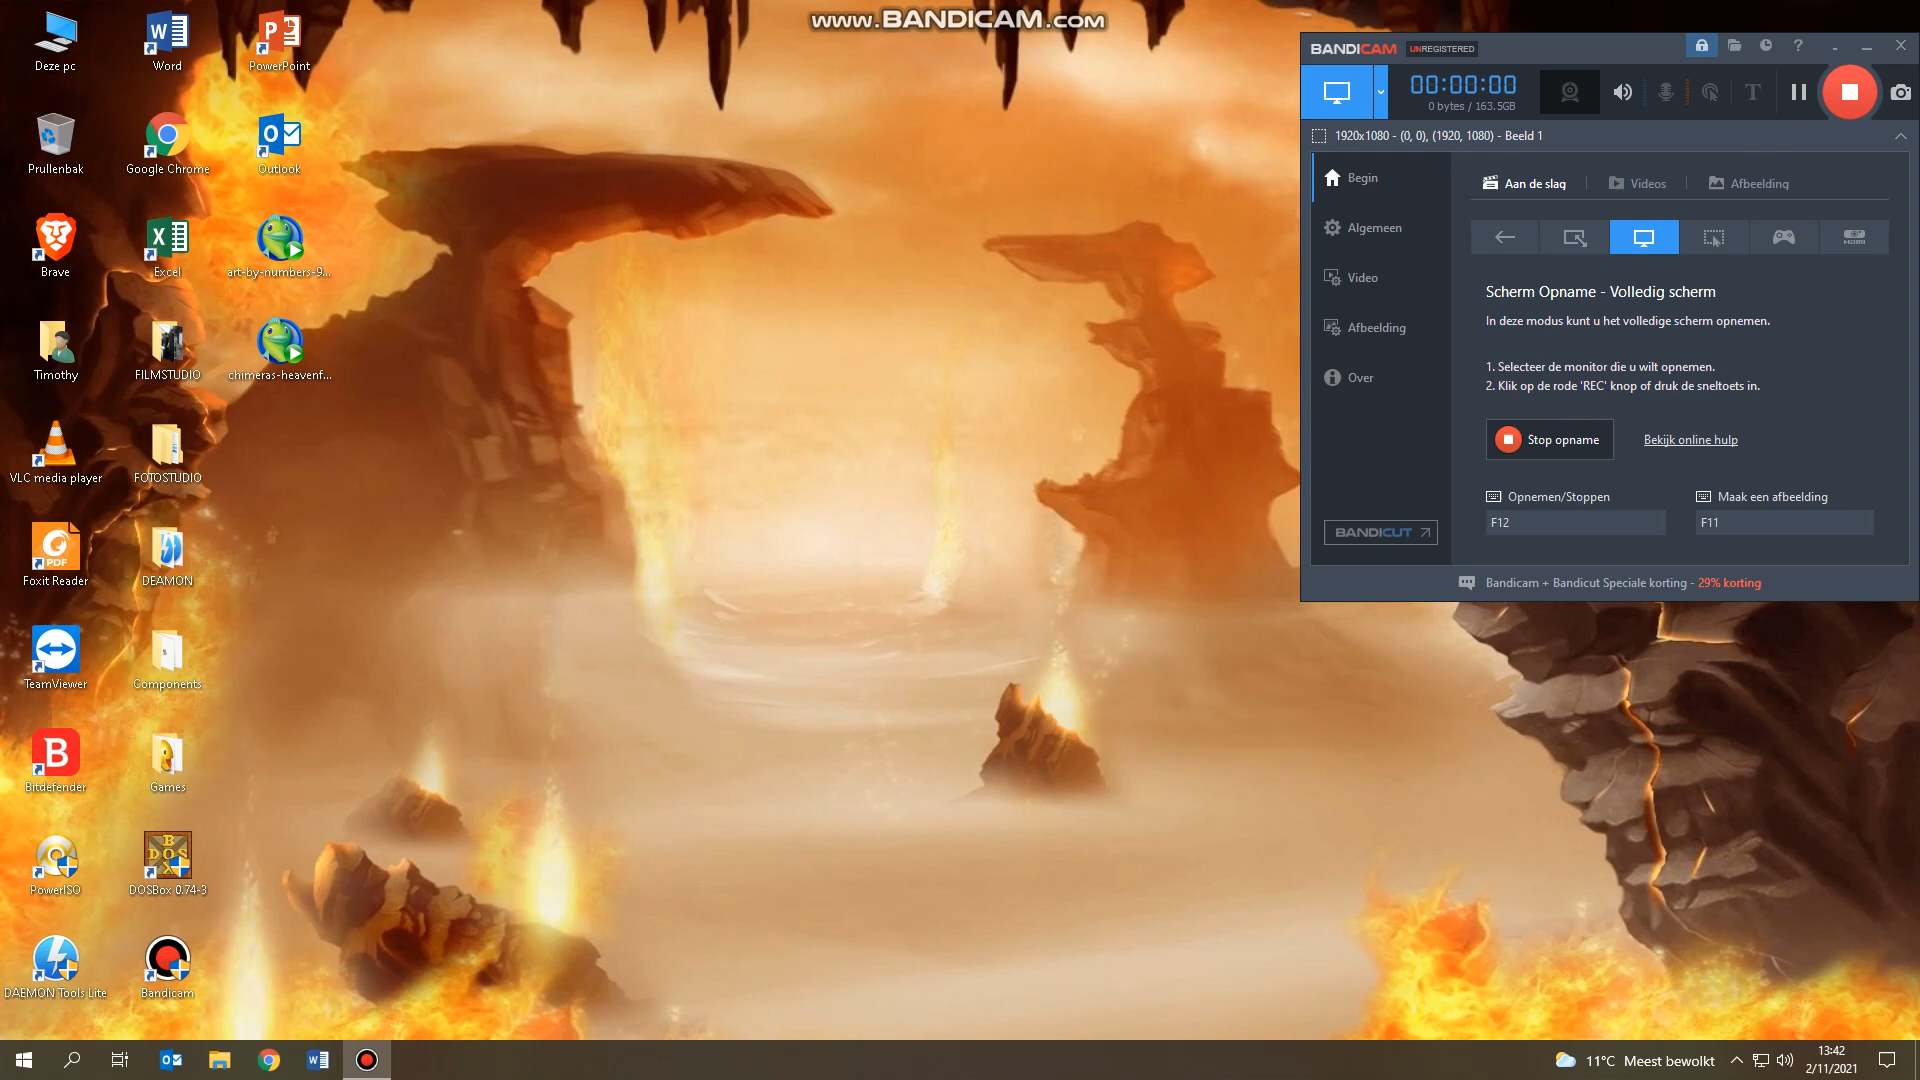 www.BANDICAM.com
Deze pc
Word
PowerPoint
Prullenbak
Google Chrome
Outlook
Brave
Excel
art-by-numbers-9...
Timothy
FILMSTUDIO
chimeras-heavenf...
VLC media player
FOTOSTUDIO
Foxit Reader
PDF
DEAMON
TeamViewer
Components
Bitdefender
Games
PowerISO
DOSBox 0.74-3
DAEMON Tools Lite
Bandicam
BANDICAM UNREGISTERED
00:00:00
0 bytes / 163.5GB
1920x1080 - (0, 0), (1920, 1080) - Beeld 1
Begin
Algemeen
Video
Afbeelding
Over
BANDICUT
Aan de slag
Videos
Afbeelding
HDMI
Scherm Opname - Volledig scherm
In deze modus kunt u het volledige scherm opnemen.
1. Selecteer de monitor die u wilt opnemen.
2. Klik op de rode 'REC' knop of druk de sneltoets in.
Stop opname
Bekijk online hulp
Opnemen/Stoppen
Maak een afbeelding
F12
F11
Bandicam + Bandicut Speciale korting - 29% korting
11°C Meest bewolkt
13:42
2/11/2021